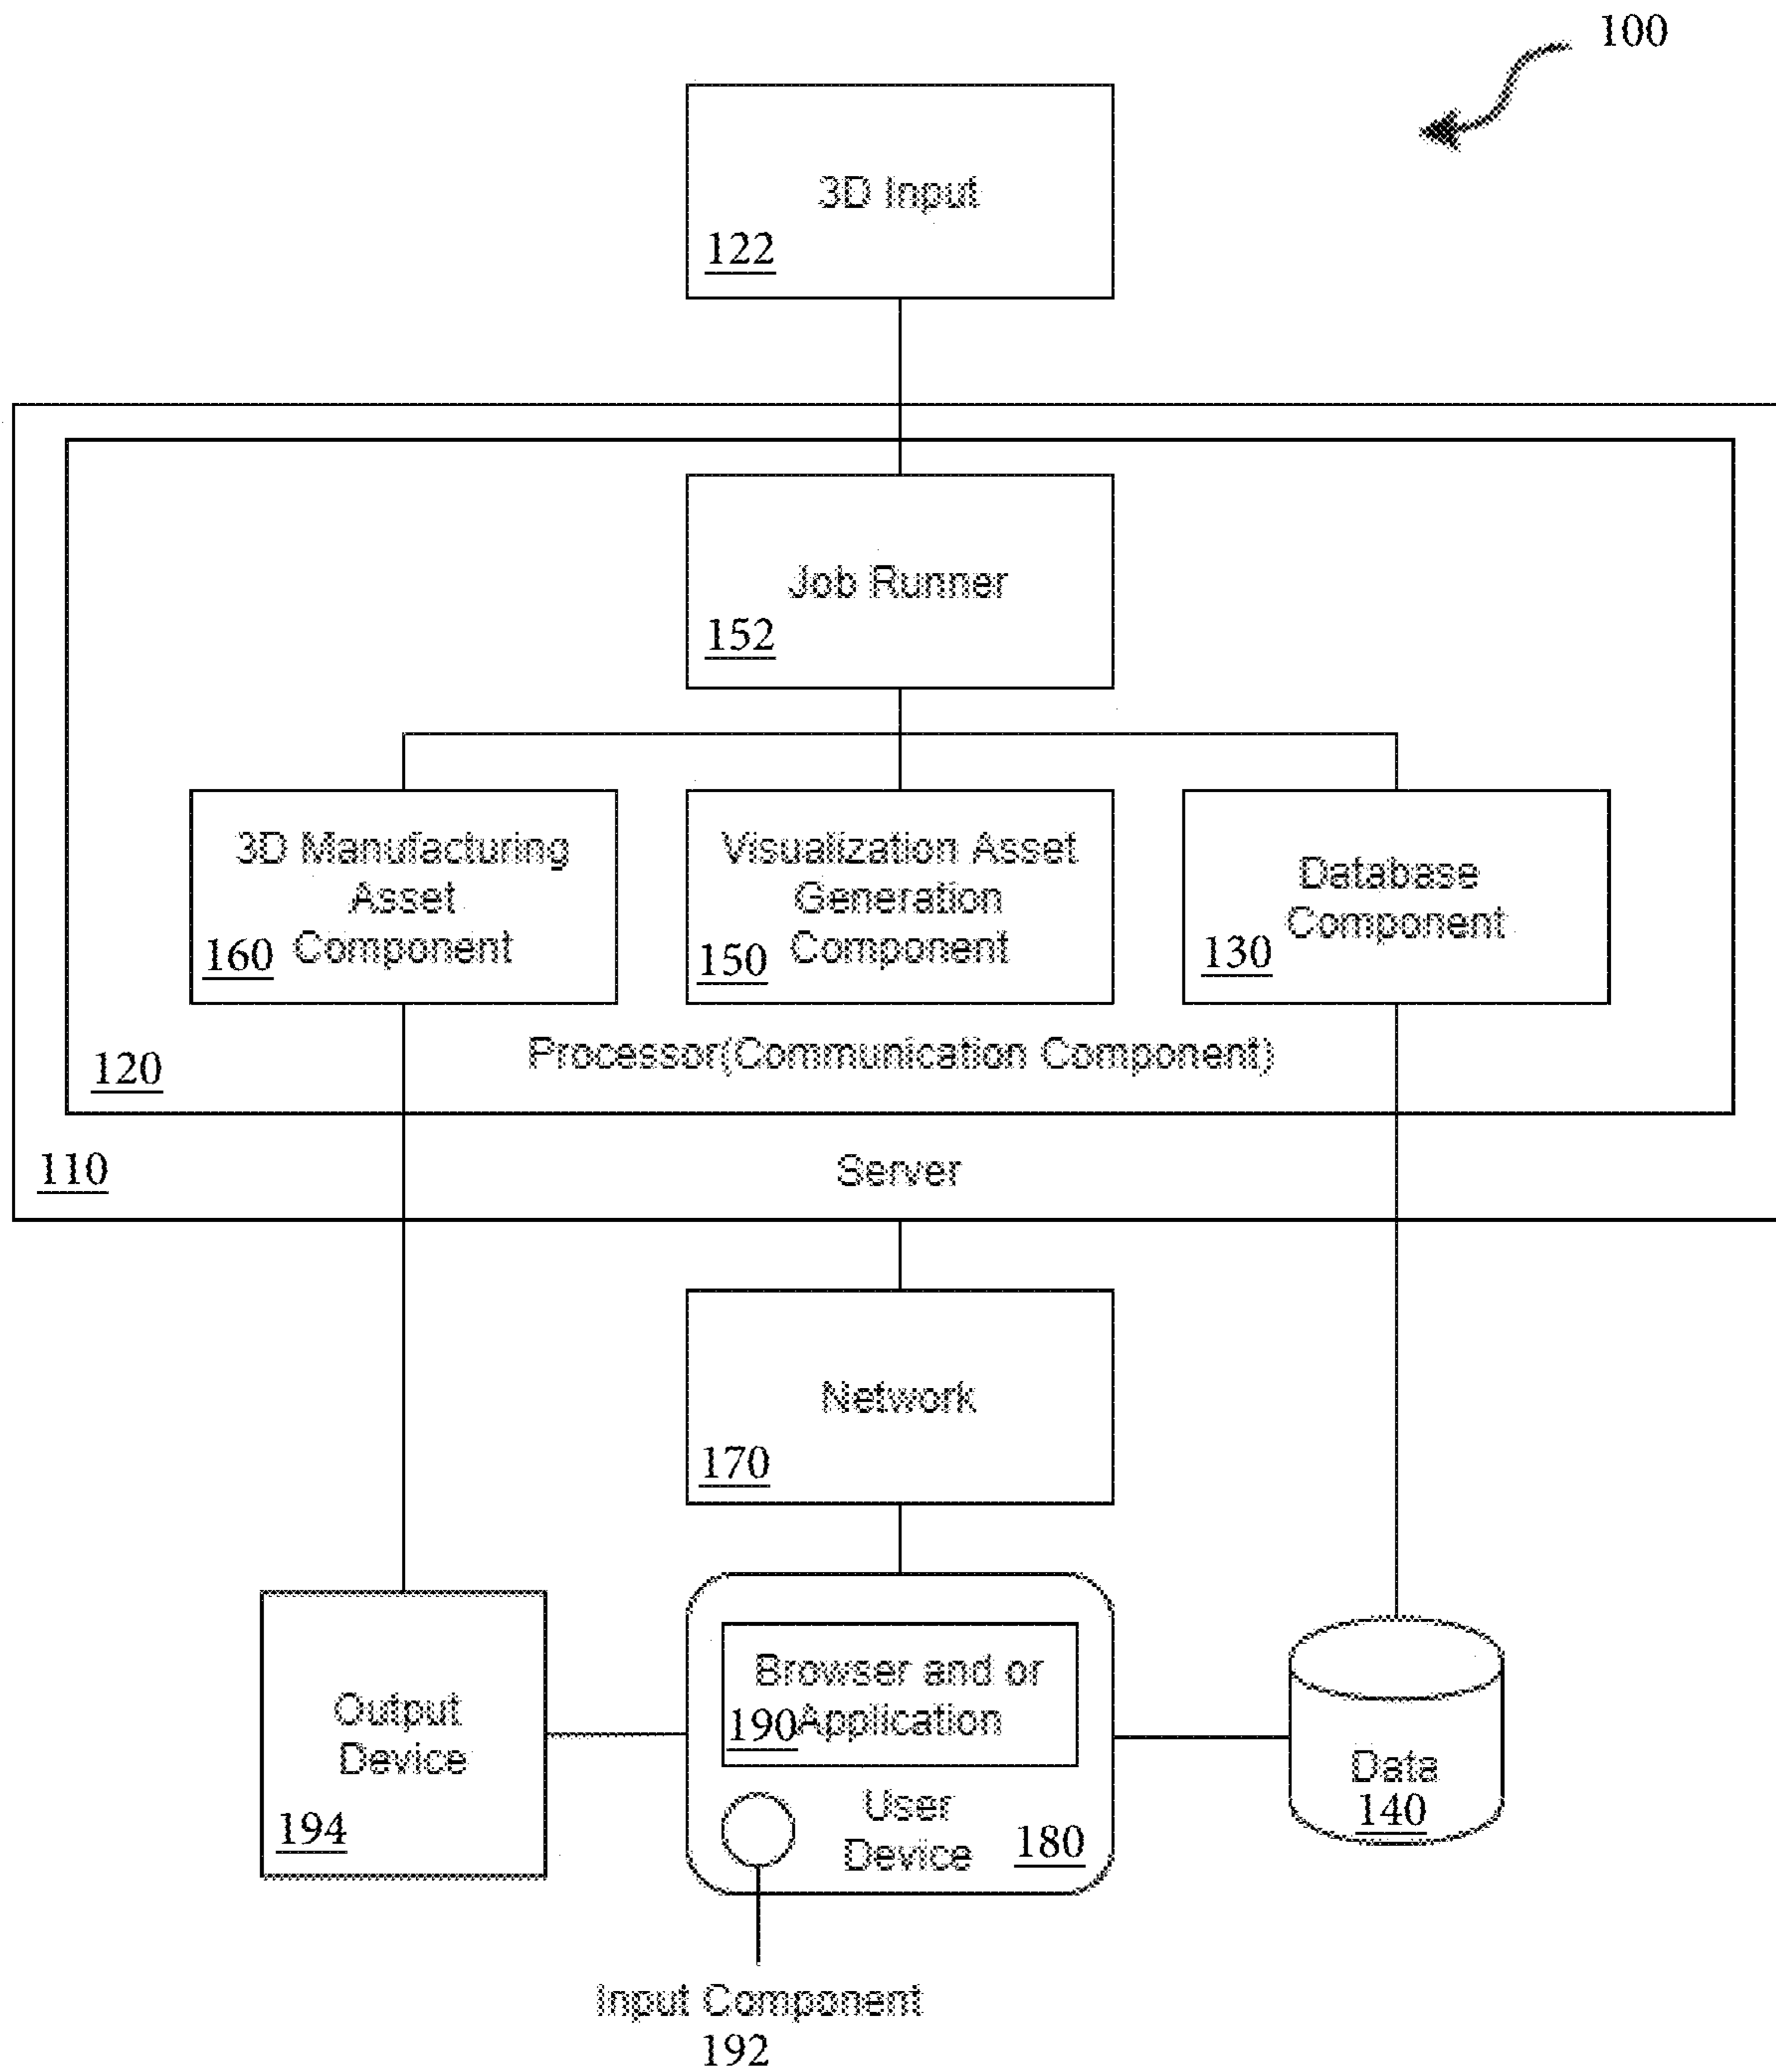 100
3D Input
122
Job Runner
152
3D Manufacturing
Asset
Component
160
Visualization Asset
Generation
Component
150
Database
Component
130
Processor(Communication Component)
120
Server
110
Network
170
Output
Device
194
Browser and or
Application
190
User
Device
180
Data
140
Input Component
192